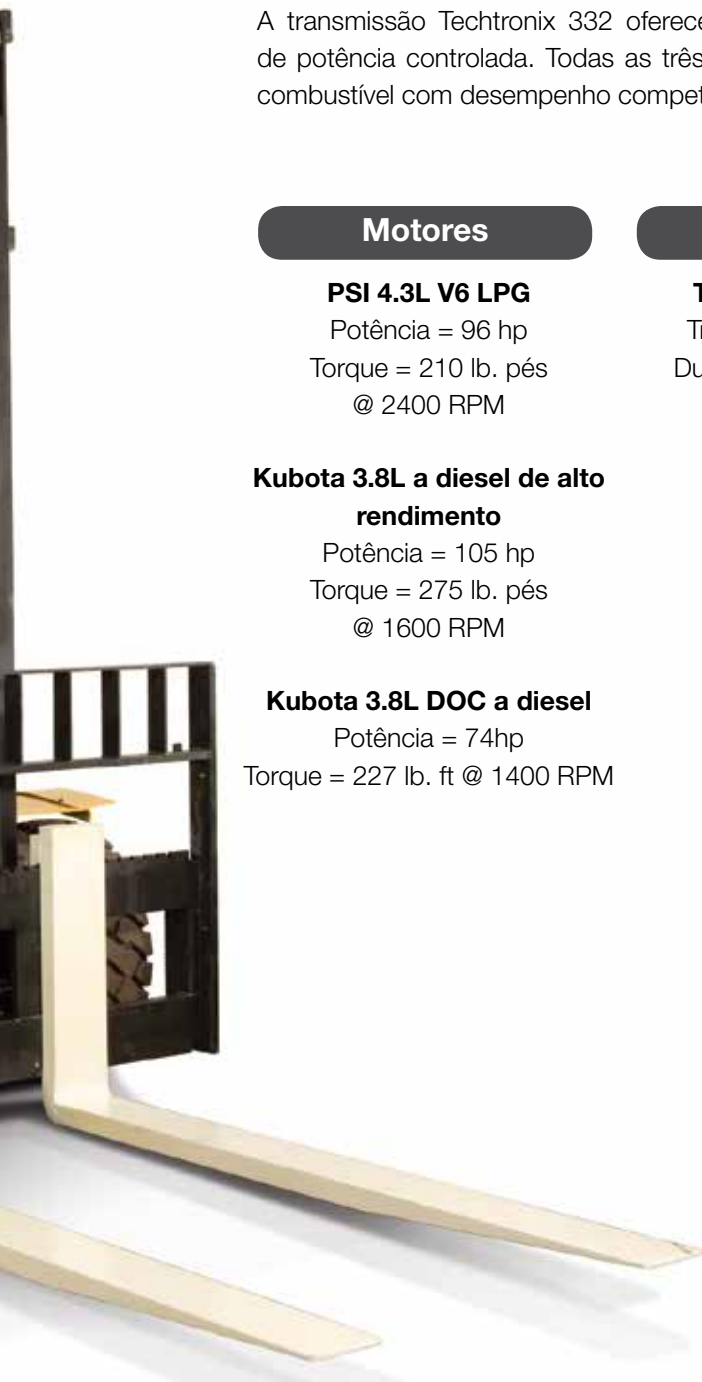 A transmissão Techtronix 332 oferece
de potência controlada. Todas as três
combustível com desempenho
Motores
PSI 4.3L V6 LPG
Potência = 96 hp
Torque = 210 lb. pés
@ 2400 RPM
Kubota 3.8L a diesel de alto
rendimento
Potência = 105 hp
Torque = 275 lb. pés
@ 1600 RPM
Kubota 3.8L DOC a diesel
Potência = 74hp
Torque = 227 lb. ft @ 1400 RPM